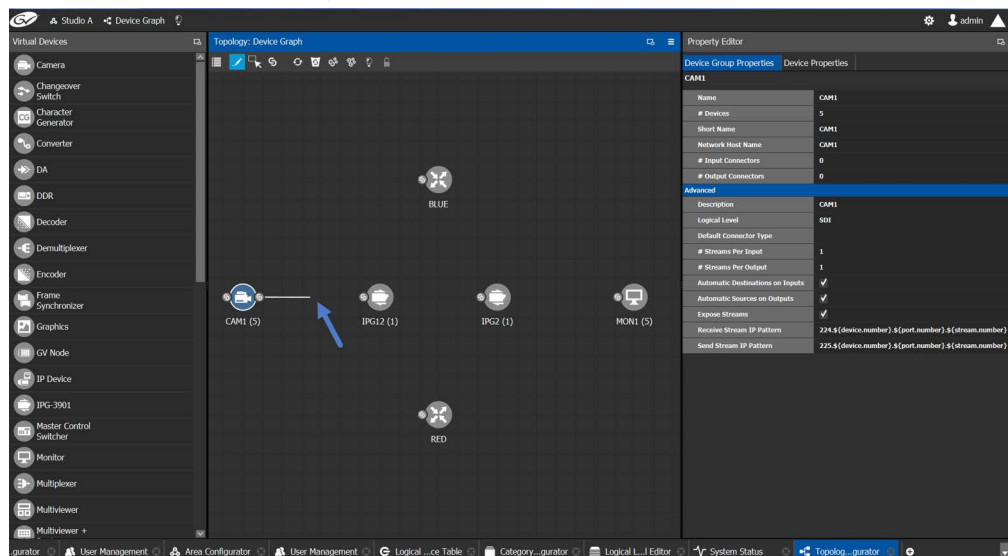 GV Studio A Device Graph admin
Virtual Devices
Camera
Changeover
Switch
CG Character
Generator
Converter
DA
DDR
Decoder
Demultiplexer
Encoder
Frame
Synchronizer
Graphics
GV Node
IP Device
IPG-3901
Master Control
Switcher
Monitor
Multiplexer
Multiviewer
Multiviewer +
Topology: Device Graph
BLUE
CAM1 (5) IPG12 (1) IPG2 (1) MON1 (5)
RED
Property Editor
Device Group Properties Device Properties
CAM1
Name CAM1
# Devices 5
Short Name CAM1
Network Host Name CAM1
# Input Connectors 0
# Output Connectors 0
Advanced
Description CAM1
Logical Level SDI
Default Connector Type
# Streams Per Input 1
# Streams Per Output 1
Automatic Destinations on Inputs
Automatic Sources on Outputs
Expose Streams
Receive Stream IP Pattern 224.${device.number}.${port.number}.${stream.number}
Send Stream IP Pattern 225.${device.number}.${port.number}.${stream.number}
..gurator User Management Area Configurator User Management Logical ...ce Table Category...gurator Logical L...l Editor System Status Topolog...gurator